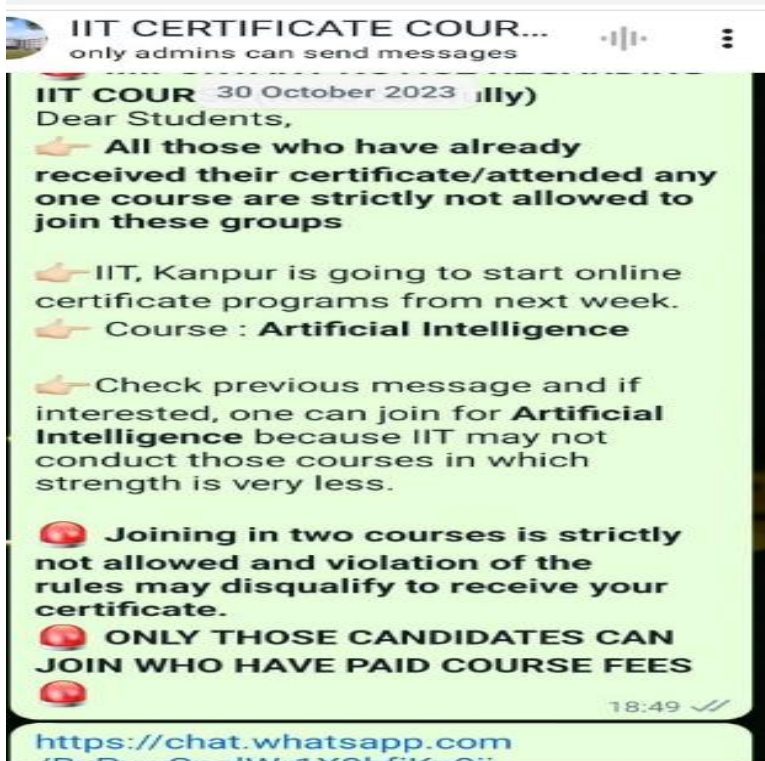 IIT CERTIFICATE COUR...
only admins can send messages
30 October 2023
IIT COUR lly)
Dear Students,
👉🏻 All those who have already
received their certificate/attended any
one course are strictly not allowed to
join these groups
👉🏻IIT, Kanpur is going to start online
certificate programs from next week.
👉🏻 Course : Artificial Intelligence
👉🏻Check previous message and if
interested, one can join for Artificial
Intelligence because IIT may not
conduct those courses in which
strength is very less.
🚨 Joining in two courses is strictly
not allowed and violation of the
rules may disqualify to receive your
certificate.
🚨 ONLY THOSE CANDIDATES CAN
JOIN WHO HAVE PAID COURSE FEES
🚨
18:49
https://chat.whatsapp.com